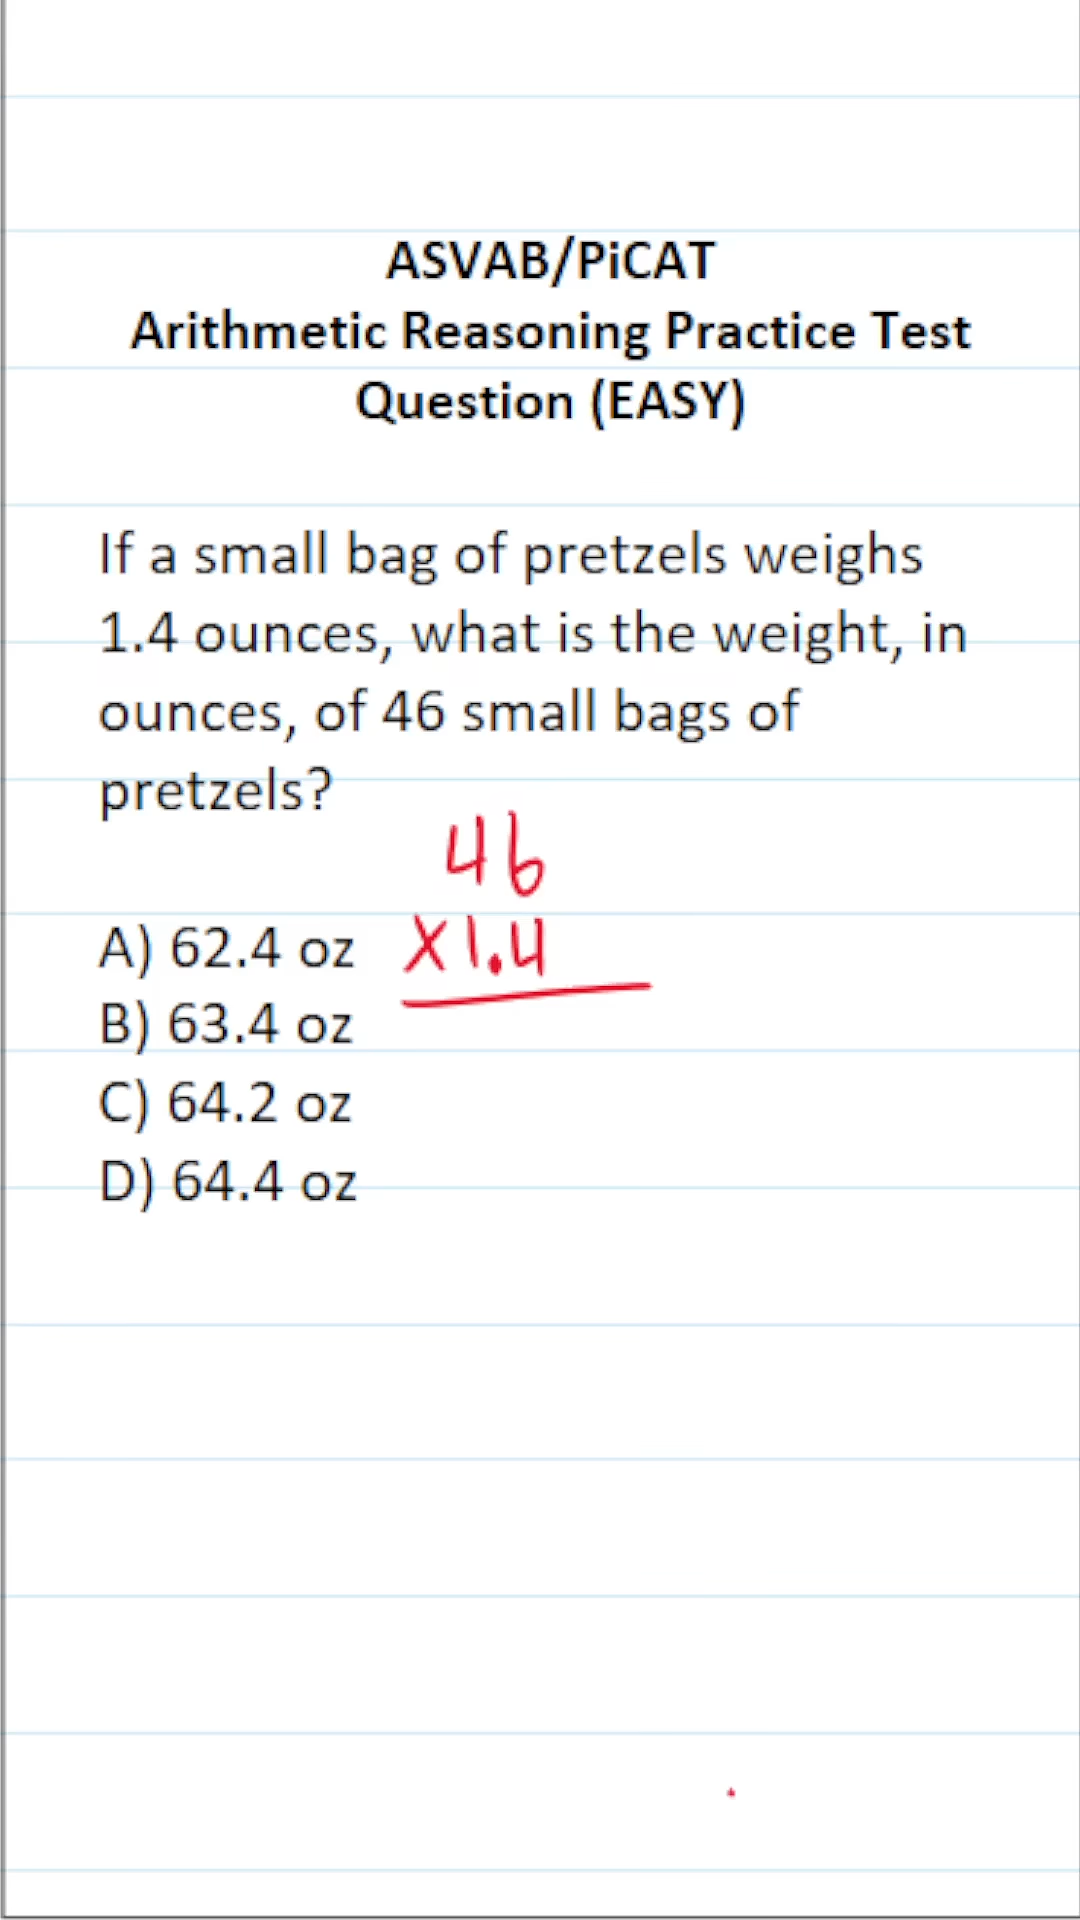 ASVAB/PiCAT
Arithmetic Reasoning Practice Test
Question (EASY)
If a small bag of pretzels weighs
1.4 ounces, what is the weight, in
ounces, of 46 small bags of
pretzels?
46
A) 62.4 oz X1.4
B) 63.4 oz
C) 64.2 oz
D) 64.4 oz